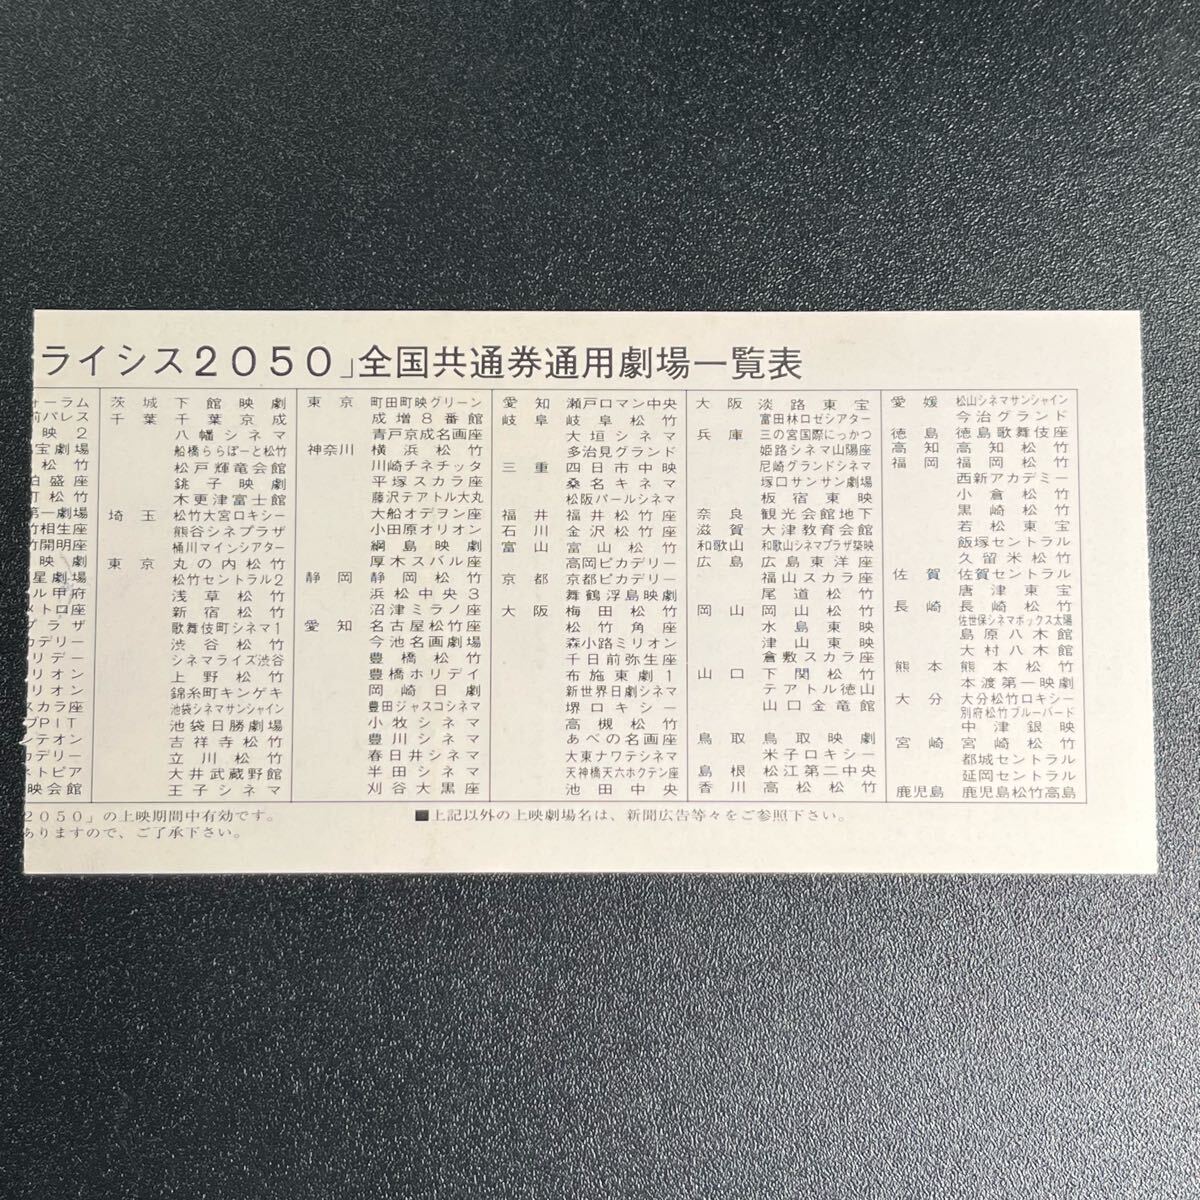 ライシス2050」全国共通券通用劇場一覧表
ォーラム
前パレス
映2
宝劇場
松竹
伯盛座
町松竹
第一劇場
竹相生座
竹開明座
映劇
星劇場
ル甲府
メトロ座
グラザ
カデリー
リデー
リオン
リオン
スカラ座
プPIT
ンテオン
カデリー
ストピア
映会館
茨城 下館映劇
千葉 千葉京成
八幡シネマ
船橋ららぽーと松竹
松戸輝竜会館
銚子映劇
木更津富士館
埼玉 松竹大宮ロキシー
熊谷シネプラザ
桶川マインシアター
東京 丸の内松竹
松竹セントラル2
浅草松竹
新宿松竹
歌舞伎町シネマ1
渋谷松竹
シネマライズ渋谷
上野松竹
錦糸町キンゲキ
池袋シネマサンシャイン
池袋日勝劇場
吉祥寺松竹
立川松竹
大井武蔵野館
王子シネマ
東京 町田町映グリーン
成増8番館
青戸京成名画座
神奈川 横浜松竹
川崎チネチッタ
平塚スカラ座
藤沢テアトル大丸
大船オデヲン座
小田原オリオン
綱島映劇
厚木スバル座
静岡 静岡松竹
浜松中央3
沼津ミラノ座
愛知 名古屋松竹座
今池名画劇場
豊橋松竹
豊橋ホリデイ
岡崎日劇
豊田ジャスコシネマ
小牧シネマ
豊川シネマ
春日井シネマ
半田シネマ
刈谷大黒座
愛知 瀬戸ロマン中央
岐阜 岐阜松竹
大垣シネマ
多治見グランド
三重 四日市中映
桑名キネマ
松阪パールシネマ
福井 福井松竹座
石川 金沢松竹座
富山 富山松竹
高岡ピカデリー
京都 京都ピカデリー
舞鶴浮島映劇
大阪 梅田松竹
松竹角座
森小路ミリオン
千日前弥生座
布施東劇1
新世界日劇シネマ
堺ロキシー
高槻松竹
あべの名画座
大東ナワテシネマ
天神橋天六ホクテン座
池田中央
大阪 淡路東宝
富田林ロゼシアター
兵庫 三の宮国際にっかつ
姫路シネマ山陽座
尼崎グランドシネマ
塚口サンサン劇場
板宿東映
奈良 観光会館地下
滋賀 大津教育会館
和歌山 和歌山シネマプラザ築映
広島 広島東洋座
福山スカラ座
尾道松竹
岡山 岡山松竹
水島東映
津山東映
倉敷スカラ座
山口 下関松竹
テアトル徳山
山口金竜館
鳥取 鳥取映劇
米子ロキシー
島根 松江第二中央
香川 高松松竹
愛媛 松山シネマサンシャイン
今治グランド
徳島 徳島歌舞伎座
高知 高知松竹
福岡 福岡松竹
西新アカデミー
小倉松竹
黒崎松竹
若松東宝
飯塚セントラル
久留米松竹
佐賀 佐賀セントラル
唐津東宝
長崎 長崎松竹
佐世保シネマボックス太陽
島原八木館
大村八木館
熊本 熊本松竹
本渡第一映劇
大分 大分松竹ロキシー
別府松竹ブルーバード
中津銀映
宮崎 宮崎松竹
都城セントラル
延岡セントラル
鹿児島 鹿児島松竹高島
2050」の上映期間中有効です。
ありますので、ご了承下さい。
■上記以外の上映劇場名は、新聞広告等々をご参照下さい。